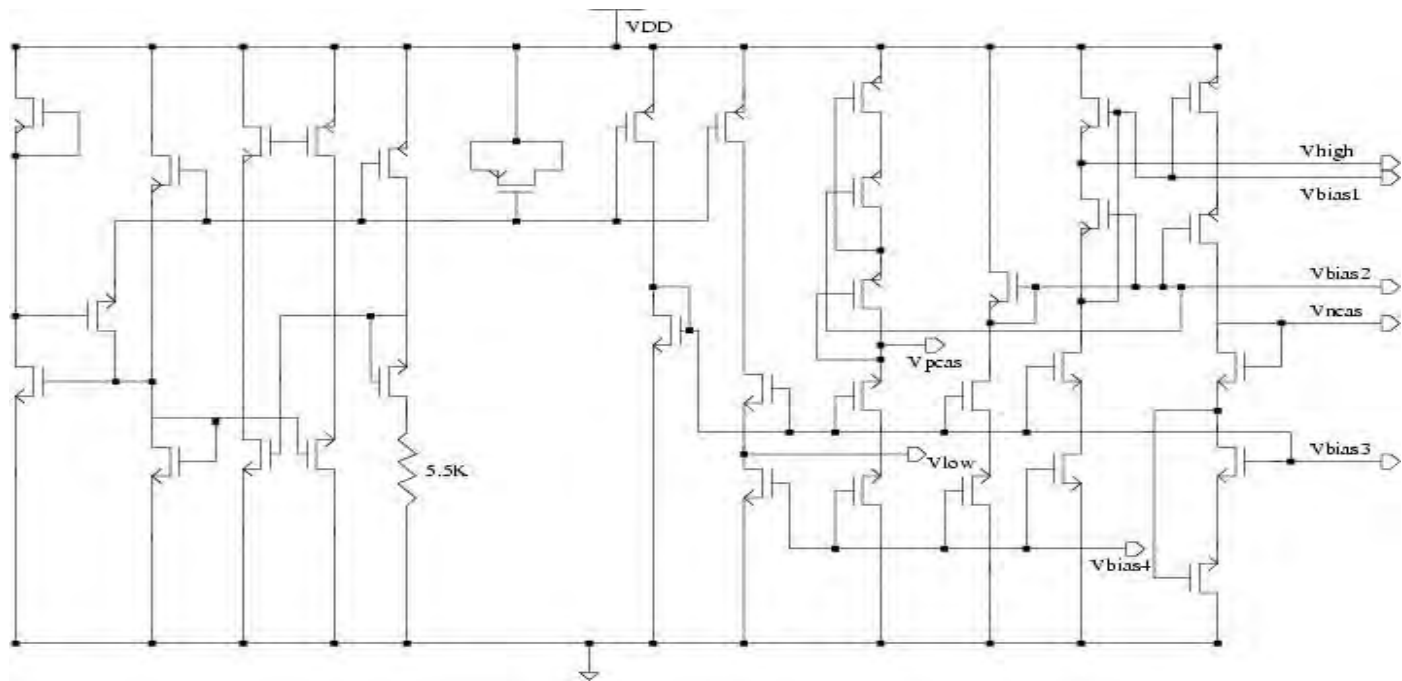 VDD
Vhigh
Vbias1
Vbias2
Vncas
Vpcas
Vbias3
Vlow
5.5K
Vbias4